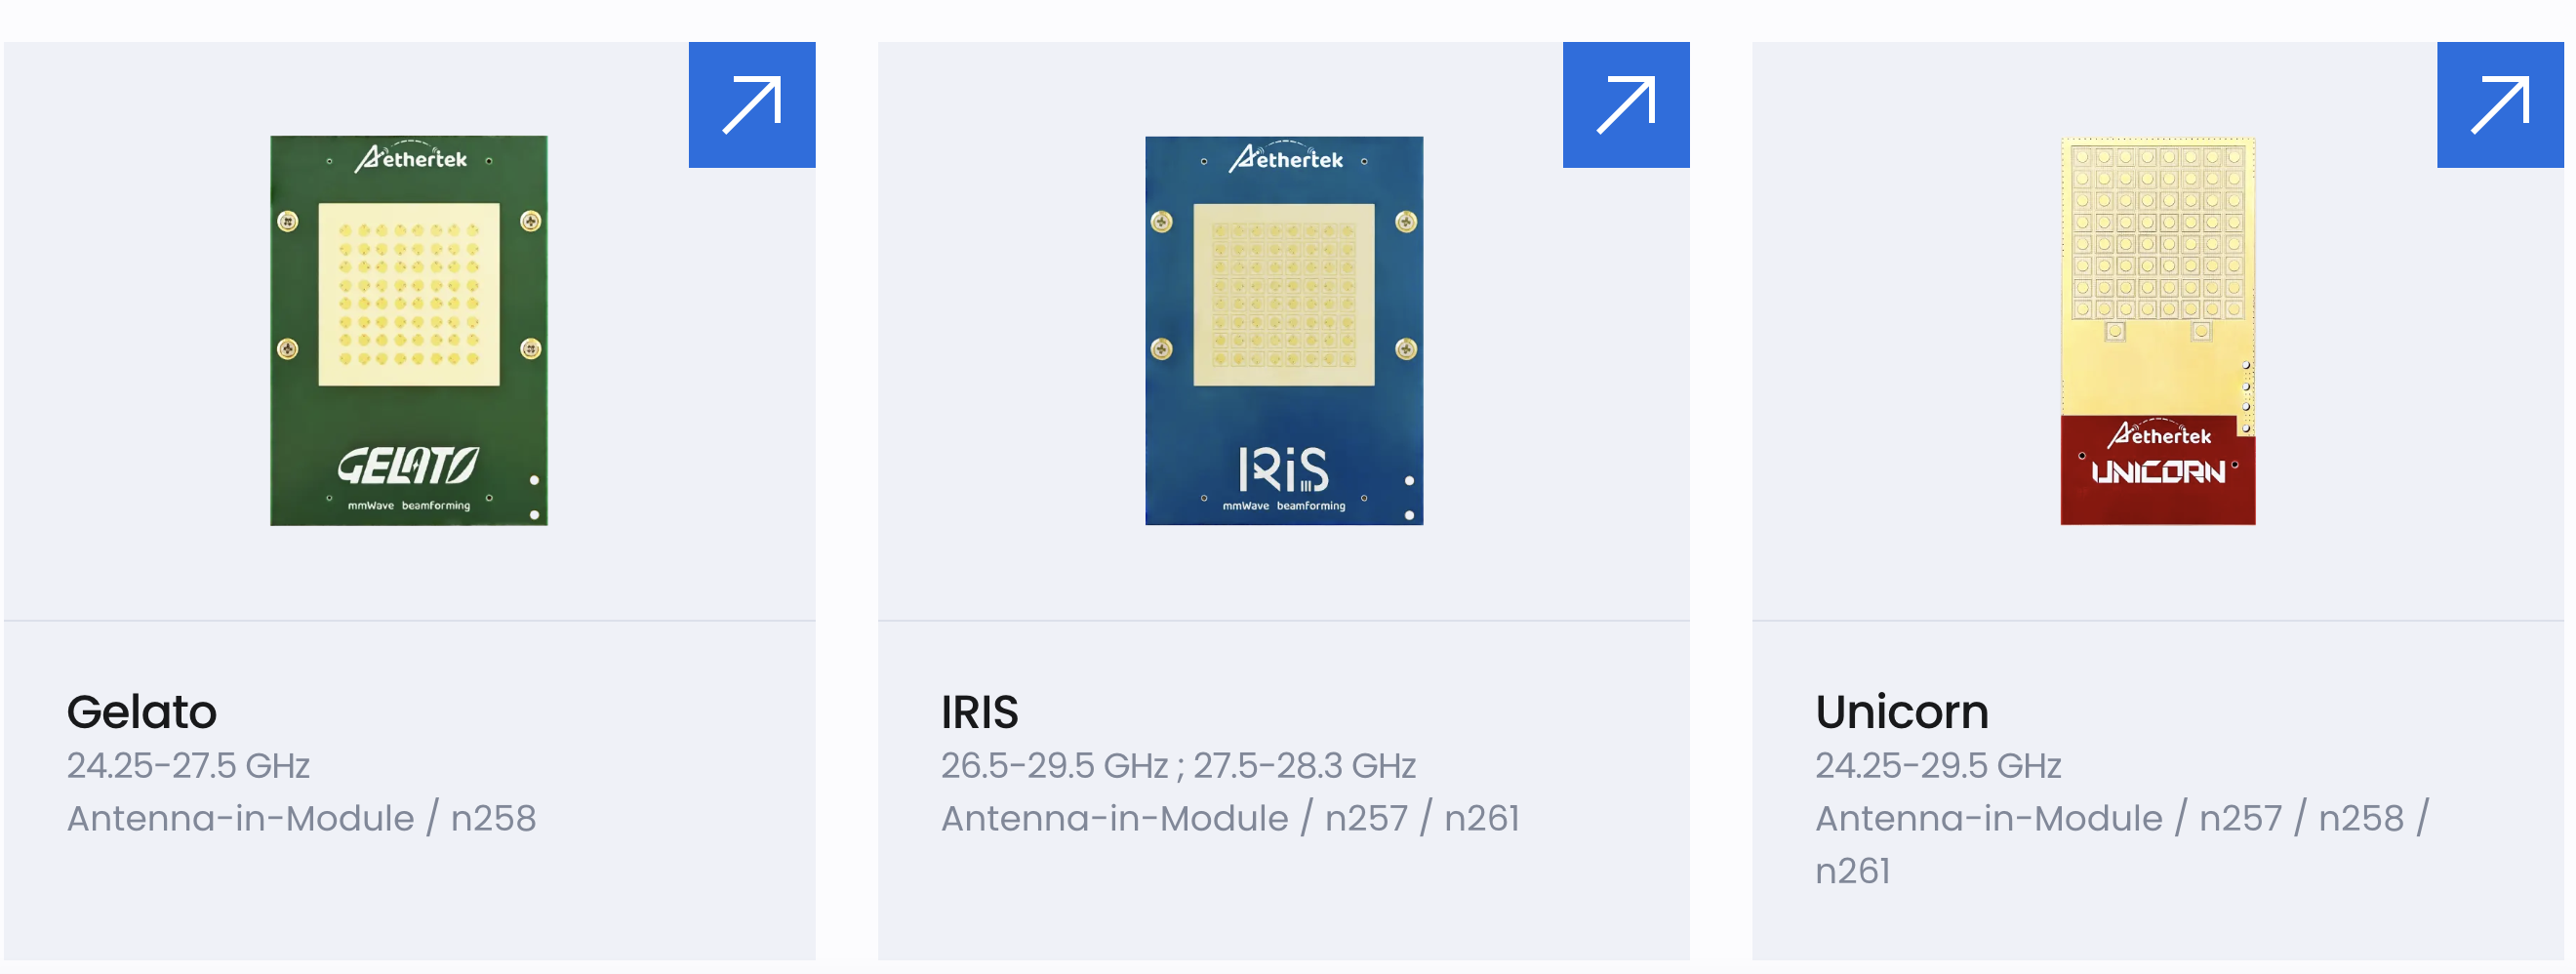 Aethertek
GELATO
mmWave beamforming
Gelato
24.25-27.5 GHz
Antenna-in-Module / n258
Aethertek
IRiS
mmWave beamforming
IRIS
26.5-29.5 GHz ; 27.5-28.3 GHz
Antenna-in-Module / n257 / n261
Aethertek
UNICORN
Unicorn
24.25-29.5 GHz
Antenna-in-Module / n257 / n258 /
n261